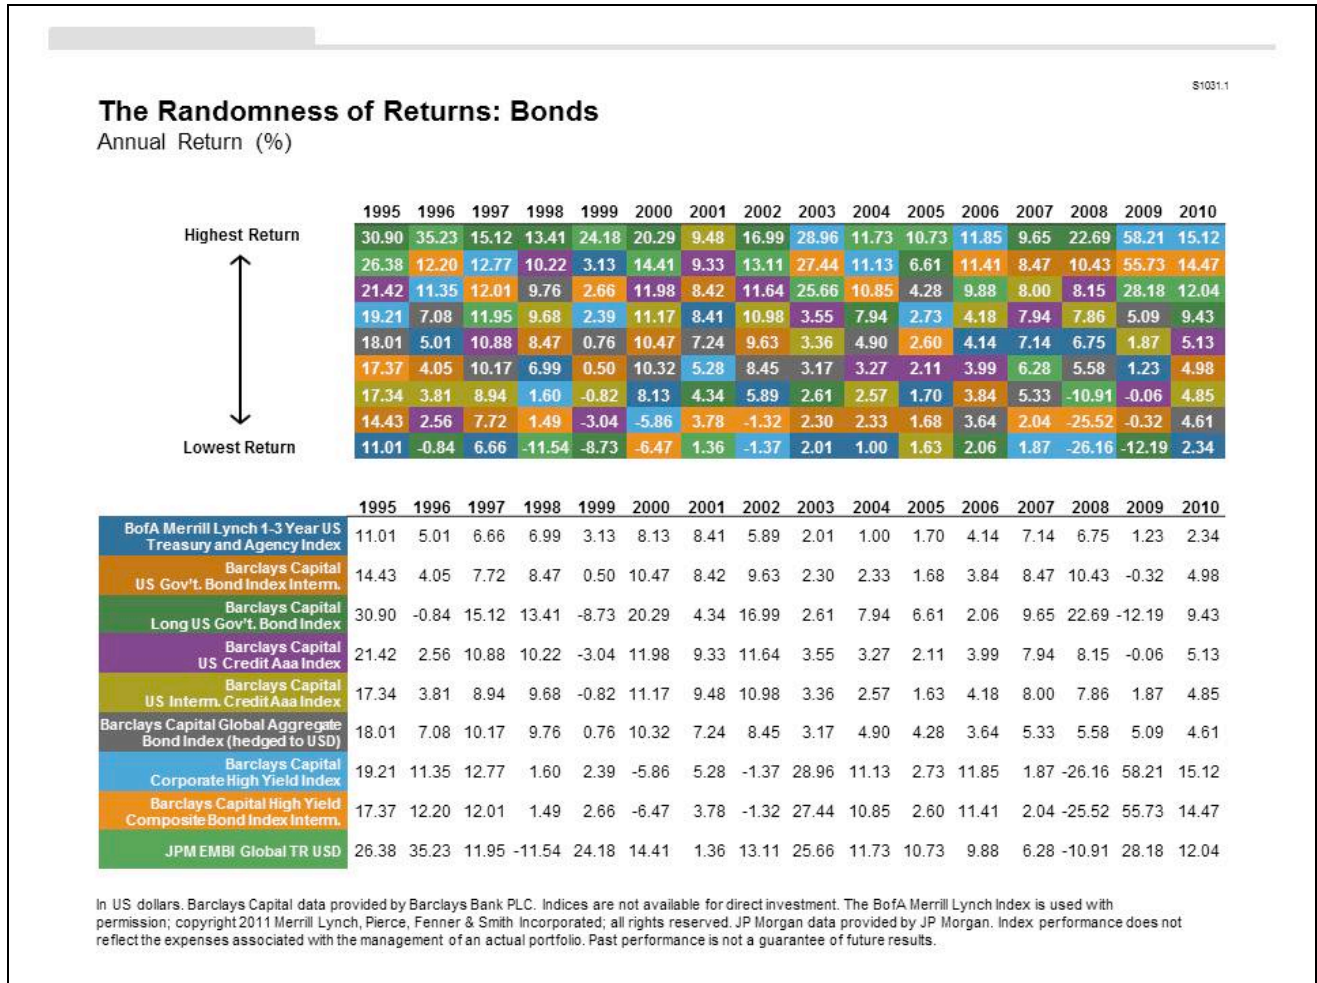 S1031.1
The Randomness of Returns: Bonds
Annual Return (%)
1995 1996 1997 1998 1999 2000 2001 2002 2003 2004 2005 2006 2007 2008 2009 2010
Highest Return 30.90 35.23 15.12 13.41 24.18 20.29 9.48 16.99 28.96 11.73 10.73 11.85 9.65 22.69 58.21 15.12
26.38 12.20 12.77 10.22 3.13 14.41 9.33 13.11 27.44 11.13 6.61 11.41 8.47 10.43 55.73 14.47
21.42 11.35 12.01 9.76 2.66 11.98 8.42 11.64 25.66 10.85 4.28 9.88 8.00 8.15 28.18 12.04
19.21 7.08 11.95 9.68 2.39 11.17 8.41 10.98 3.55 7.94 2.73 4.18 7.94 7.86 5.09 9.43
18.01 5.01 10.88 8.47 0.76 10.47 7.24 9.63 3.36 4.90 2.60 4.14 7.14 6.75 1.87 5.13
17.37 4.05 10.17 6.99 0.50 10.32 5.28 8.45 3.17 3.27 2.11 3.99 6.28 5.58 1.23 4.98
17.34 3.81 8.94 1.60 -0.82 8.13 4.34 5.89 2.61 2.57 1.70 3.84 5.33 -10.91 -0.06 4.85
14.43 2.56 7.72 1.49 -3.04 -5.86 3.78 -1.32 2.30 2.33 1.68 3.64 2.04 -25.52 -0.32 4.61
Lowest Return 11.01 -0.84 6.66 -11.54 -8.73 -6.47 1.36 -1.37 2.01 1.00 1.63 2.06 1.87 -26.16 -12.19 2.34
1995 1996 1997 1998 1999 2000 2001 2002 2003 2004 2005 2006 2007 2008 2009 2010
BofA Merrill Lynch 1-3 Year US
Treasury and Agency Index 11.01 5.01 6.66 6.99 3.13 8.13 8.41 5.89 2.01 1.00 1.70 4.14 7.14 6.75 1.23 2.34
Barclays Capital
US Gov't. Bond Index Interm. 14.43 4.05 7.72 8.47 0.50 10.47 8.42 9.63 2.30 2.33 1.68 3.84 8.47 10.43 -0.32 4.98
Barclays Capital
Long US Gov't. Bond Index 30.90 -0.84 15.12 13.41 -8.73 20.29 4.34 16.99 2.61 7.94 6.61 2.06 9.65 22.69 -12.19 9.43
Barclays Capital
US Credit Aaa Index 21.42 2.56 10.88 10.22 -3.04 11.98 9.33 11.64 3.55 3.27 2.11 3.99 7.94 8.15 -0.06 5.13
Barclays Capital
US Interm. Credit Aaa Index 17.34 3.81 8.94 9.68 -0.82 11.17 9.48 10.98 3.36 2.57 1.63 4.18 8.00 7.86 1.87 4.85
Barclays Capital Global Aggregate
Bond Index (hedged to USD) 18.01 7.08 10.17 9.76 0.76 10.32 7.24 8.45 3.17 4.90 4.28 3.64 5.33 5.58 5.09 4.61
Barclays Capital
Corporate High Yield Index 19.21 11.35 12.77 1.60 2.39 -5.86 5.28 -1.37 28.96 11.13 2.73 11.85 1.87 -26.16 58.21 15.12
Barclays Capital High Yield
Composite Bond Index Interm. 17.37 12.20 12.01 1.49 2.66 -6.47 3.78 -1.32 27.44 10.85 2.60 11.41 2.04 -25.52 55.73 14.47
JPM EMBI Global TR USD 26.38 35.23 11.95 -11.54 24.18 14.41 1.36 13.11 25.66 11.73 10.73 9.88 6.28 -10.91 28.18 12.04
In US dollars. Barclays Capital data provided by Barclays Bank PLC. Indices are not available for direct investment. The BofA Merrill Lynch Index is used with
permission; copyright 2011 Merrill Lynch, Pierce, Fenner & Smith Incorporated; all rights reserved. JP Morgan data provided by JP Morgan. Index performance does not
reflect the expenses associated with the management of an actual portfolio. Past performance is not a guarantee of future results.